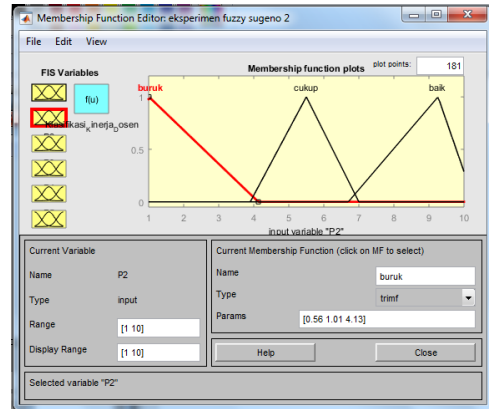 Membership Function Editor: eksperimen fuzzy sugeno 2
File Edit View
FIS Variables
f(u)
Klasifikasi_Kinerja_Dosen
Membership function plots
plot points:
181
buruk
cukup
baik
1
0.5
0
1 2 3 4 5 6 7 8 9 10
input variable "P2"
Current Variable
Name P2
Type input
Range [1 10]
Display Range [1 10]
Current Membership Function (click on MF to select)
Name buruk
Type trimf
Params [0.56 1.01 4.13]
Help Close
Selected variable "P2"